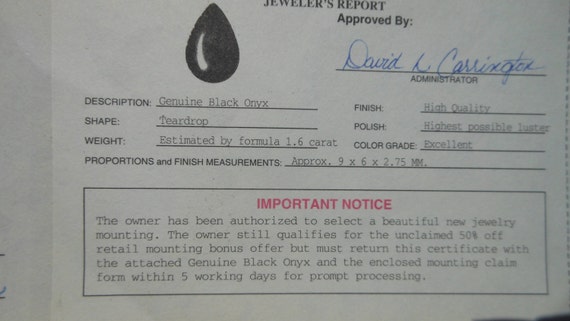 JEWELER'S REPORT
Approved By:
David L Carrington
ADMINISTRATOR
DESCRIPTION: Genuine Black Onyx
FINISH: High Quality
SHAPE: Teardrop
POLISH: Highest possible luster
WEIGHT: Estimated by formula 1.6 carat
COLOR GRADE: Excellent
PROPORTIONS and FINISH MEASUREMENTS: Approx. 9 x 6 x 2.75 MM.
IMPORTANT NOTICE
The owner has been authorized to select a beautiful new jewelry
mounting. The owner still qualifies for the unclaimed 50% off
retail mounting bonus offer but must return this certificate with
the attached Genuine Black Onyx and the enclosed mounting claim
form within 5 working days for prompt processing.